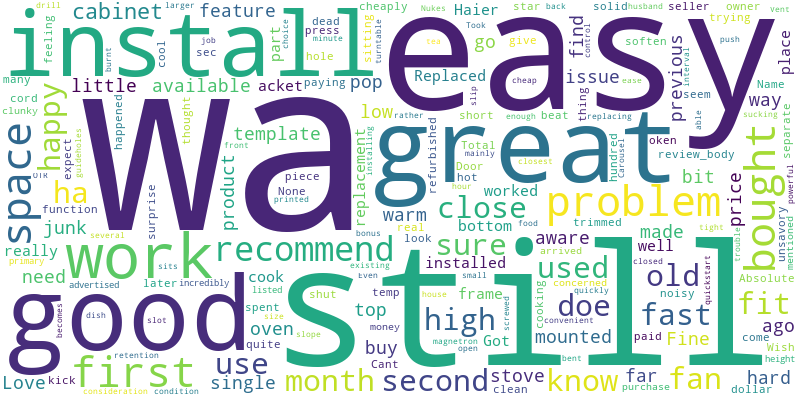 install
easy
wa
great
still
good
work
space
happy
ha
problem
bought
close
recommend
sure
used
doe
old
fast
fit
high
first
use
month
second
know
fan
cabinet
feature
Haier
go
find
issue
previous
place
way
price
bit
little
available
pop
low
template
product
junk
really
need
Love
oven
cook
single
buy
top
stove
mounted
installed
aware
made
well
ago
Fine
far
hard
warm
worked
bottom
frame
replacement
refurbished
Replaced
acket
part
sitting
paying
hole
press
dead
cool
sec
job
minute
choice
turntable
feeling
cheaply
star
back
larger
Nukes
Took
husband
drill
vent
solid
seller
owner
trying
soften
give
control
cheap
tea
push
ease
thing
seem
Name
separate
interval
able
replacing
sucking
powerful
mentioned
unsavory
many
cord
clunky
burnt
happened
thought
expect
guideholes
OTR
function
surprise
None
piece
printed
front
installing
rather
short
beat
slip
enough
closest
mainly
hundred
Carousel
oken
review_body
Total
Door
hot
hour
bonus
real
look
food
trimmed
tight
trouble
closed
quickstart
Absolute
Wish
height
come
dollar
paid
concerned
arrived
noisy
cooking
small
existing
Even
listed
incredibly
later
sits
several
primary
advertised
becomes
dish
slot
retention
kick
consideration
condition
size
quite
spent
shut
slope
temp
money
house
magnetron
open
screwed
convenient
quickly
Got
Cant
clean
bent
purchase